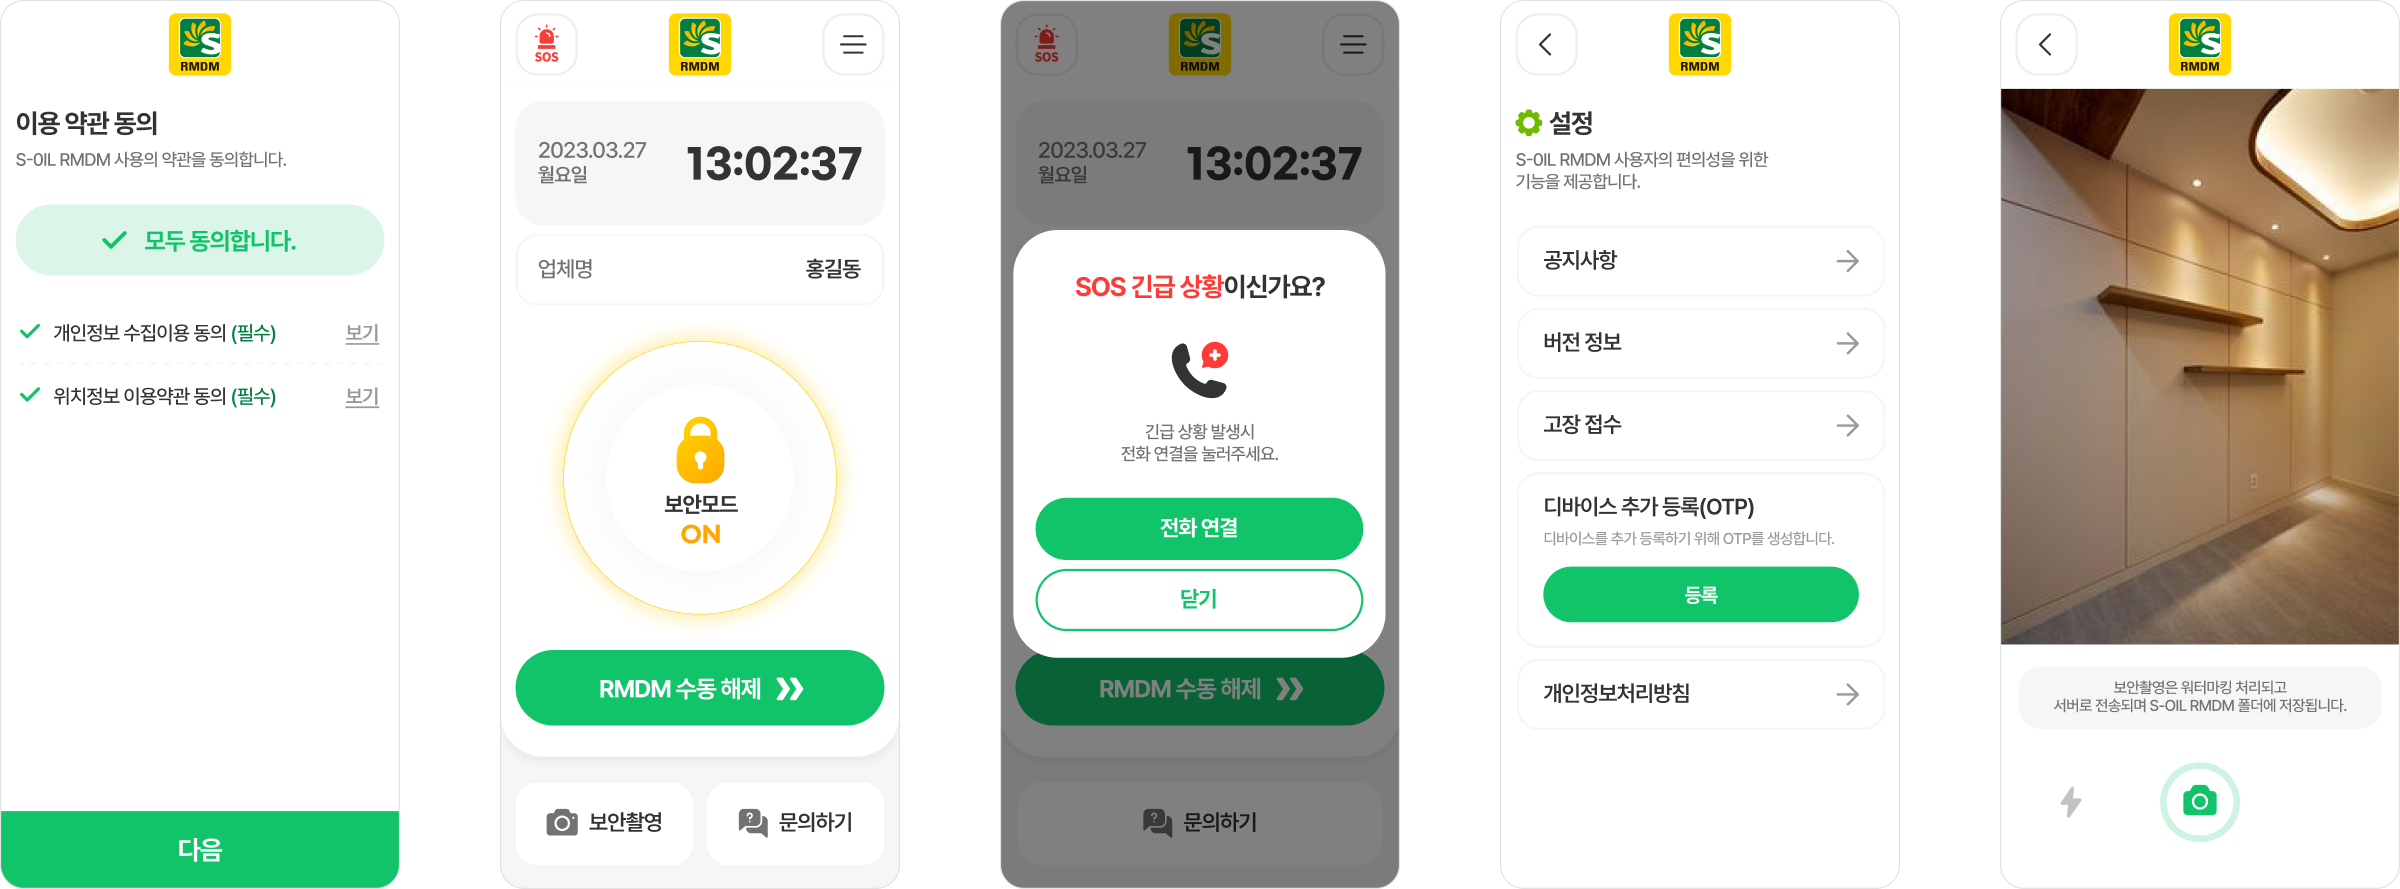 S
RMDM
이용 약관 동의
S-0IL RMDM 사용의 약관을 동의합니다.
모두 동의합니다.
개인정보 수집이용 동의 (필수) 보기
위치정보 이용약관 동의 (필수) 보기
다음
SOS
S
RMDM
2023.03.27
월요일
13:02:37
업체명 홍길동
보안모드
ON
RMDM 수동 해제
보안촬영
문의하기
SOS
S
RMDM
2023.03.27
월요일
13:02:37
SOS 긴급 상황이신가요?
긴급 상황 발생시
전화 연결을 눌러주세요.
전화 연결
닫기
RMDM 수동 해제
문의하기
S
RMDM
설정
S-0IL RMDM 사용자의 편의성을 위한
기능을 제공합니다.
공지사항
버전 정보
고장 접수
디바이스 추가 등록(OTP)
디바이스를 추가 등록하기 위해 OTP를 생성합니다.
등록
개인정보처리방침
S
RMDM
보안촬영은 워터마킹 처리되고
서버로 전송되며 S-OIL RMDM 폴더에 저장됩니다.